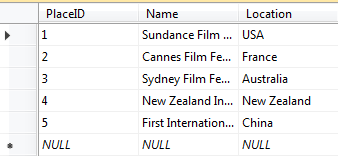 PlaceID Name Location
1 Sundance Film ... USA
2 Cannes Film Fe... France
3 Sydney Film Fe... Australia
4 New Zealand In... New Zealand
5 First Internation... China
NULL NULL NULL